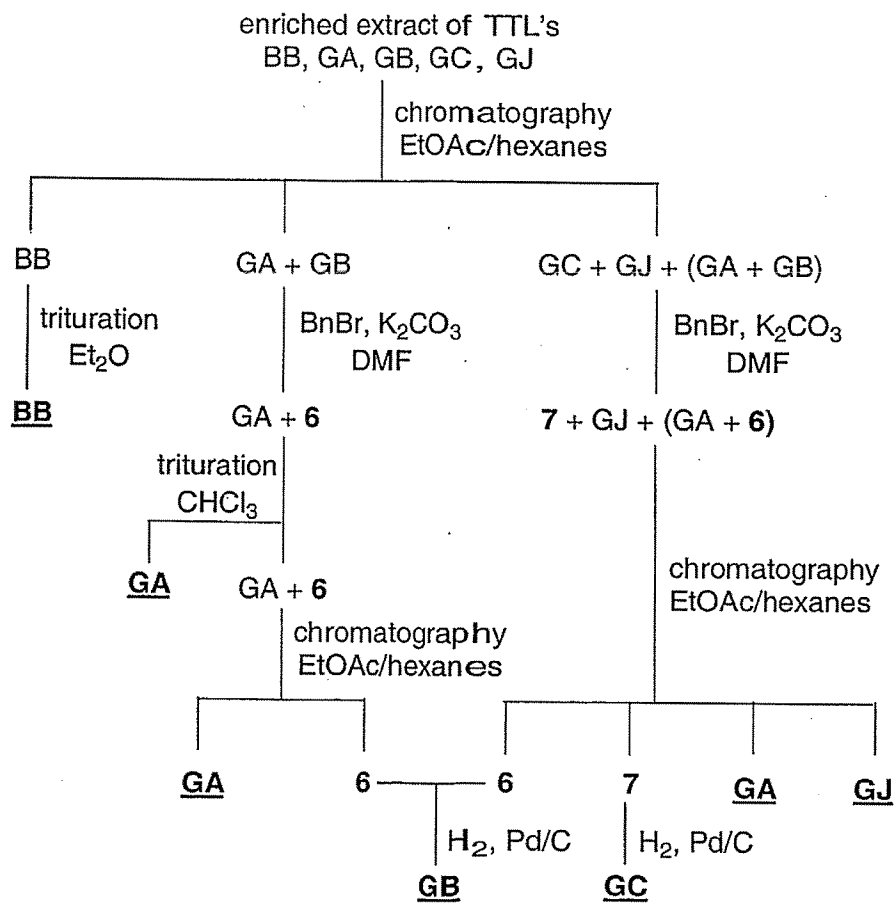 enriched extract of TTL's
BB, GA, GB, GC, GJ
chromatography
EtOAc/hexanes
BB
GA + GB
GC + GJ + (GA + GB)
trituration
Et₂O
BnBr, K₂CO₃
DMF
BnBr, K₂CO₃
DMF
BB
GA + 6
7 + GJ + (GA + 6)
trituration
CHCl₃
GA
GA + 6
chromatography
EtOAc/hexanes
chromatography
EtOAc/hexanes
GA
6
6
7
GA
GJ
H₂, Pd/C
H₂, Pd/C
GB
GC